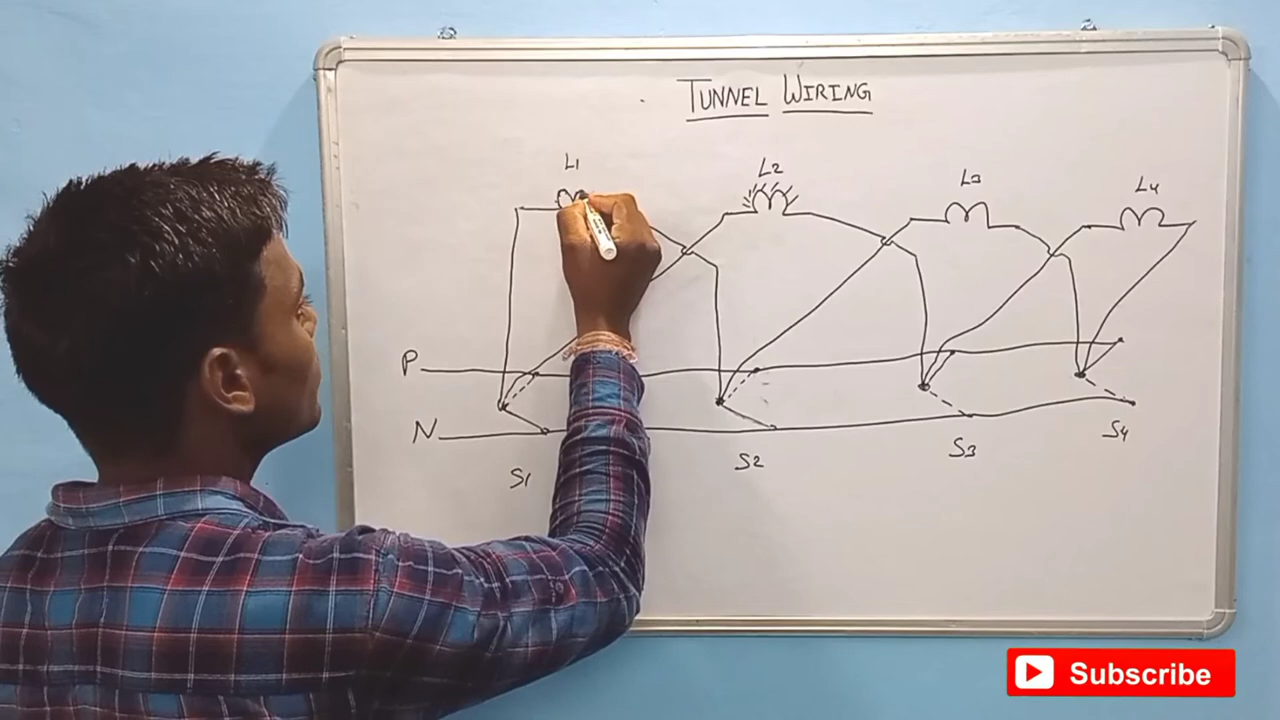 TUNNEL WIRING
L1 L2 L3 L4
P
N
S1 S2 S3 S4
Subscribe